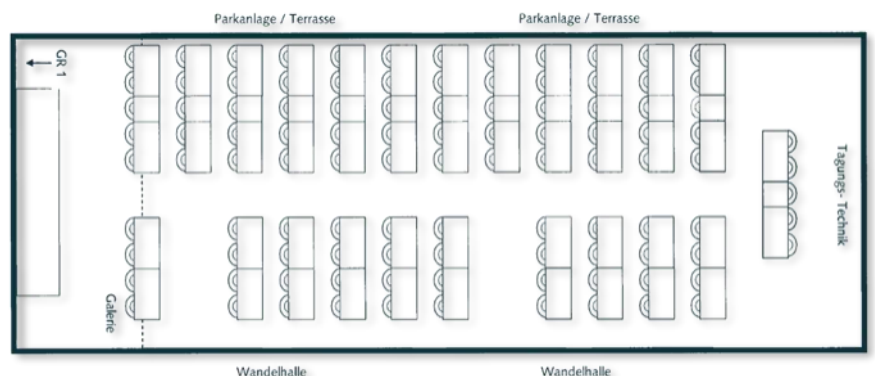 Parkanlage / Terrasse
Parkanlage / Terrasse
GR 1
Tagungs- Technik
Galerie
Wandelhalle
Wandelhalle